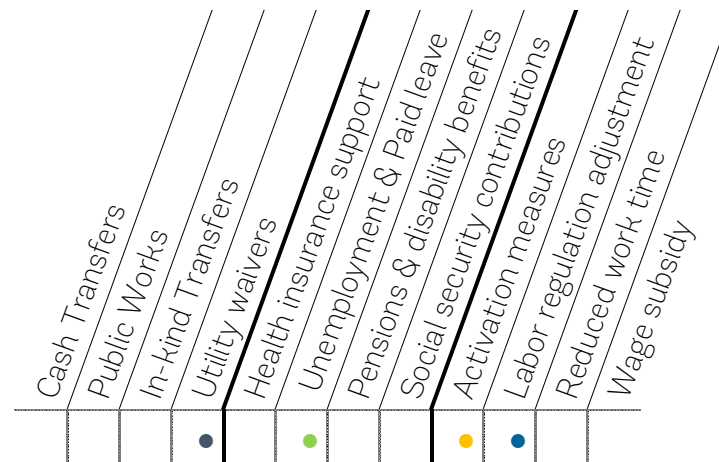 Cash Transfers
Public Works
In-kind Transfers
Utility waivers
Health insurance support
Unemployment & Paid leave
Pensions & disability benefits
Social security contributions
Activation measures
Labor regulation adjustment
Reduced work time
Wage subsidy